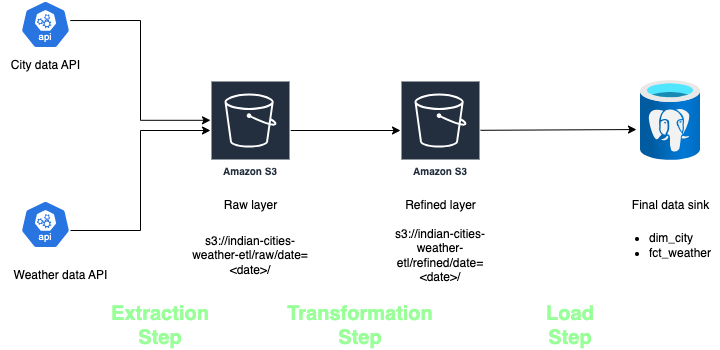 api
City data API
Amazon S3
Amazon S3
Raw layer
Refined layer
Final data sink
s3://indian-cities-
weather-etl/raw/date=
<date>/
s3://indian-cities-
weather-
etl/refined/date=
<date>/
• dim_city
• fct_weather
api
Weather data API
Extraction
Step
Transformation
Step
Load
Step